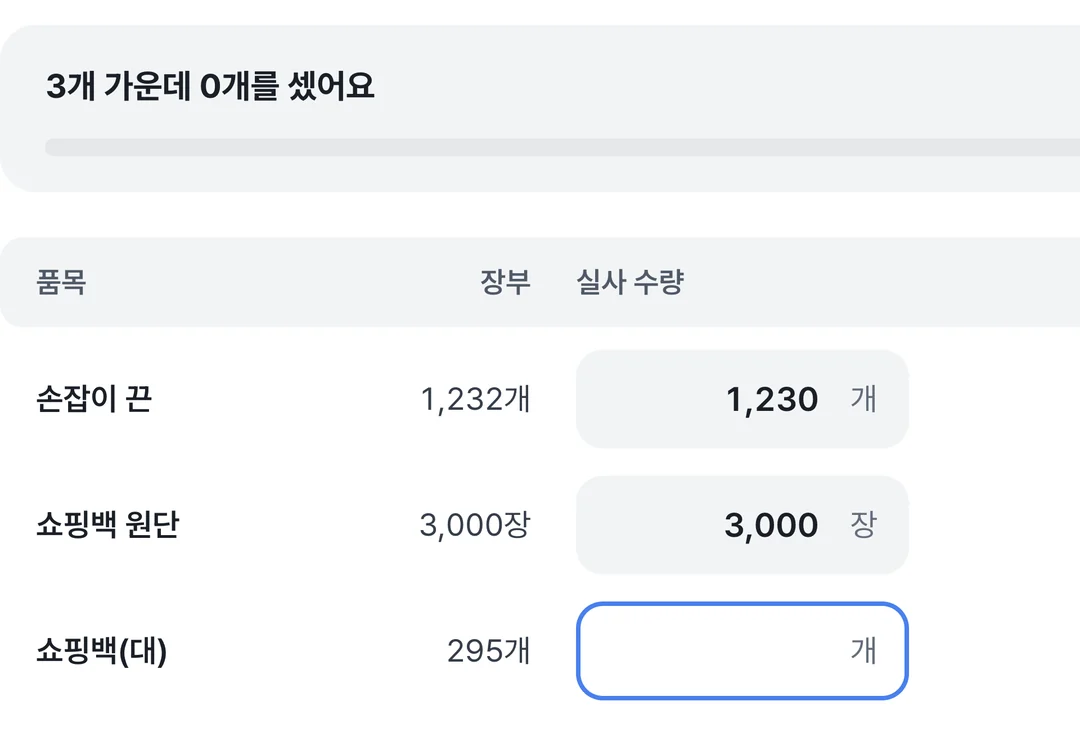 3개 가운데 0개를 셌어요
품목 장부 실사 수량
손잡이 끈 1,232개 1,230 개
쇼핑백 원단 3,000장 3,000 장
쇼핑백(대) 295개 개